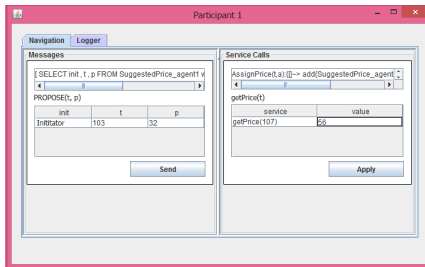 Participant 1
Navigation Logger
Messages
[ SELECT init , t , p FROM SuggestedPrice_agent1 w
PROPOSE(t, p)
init t p
Inititator 103 32
Send
Service Calls
AssignPrice(t,a):{[]~> add(SuggestedPrice_agent
getPrice(t)
service value
getPrice(107) 56
Apply